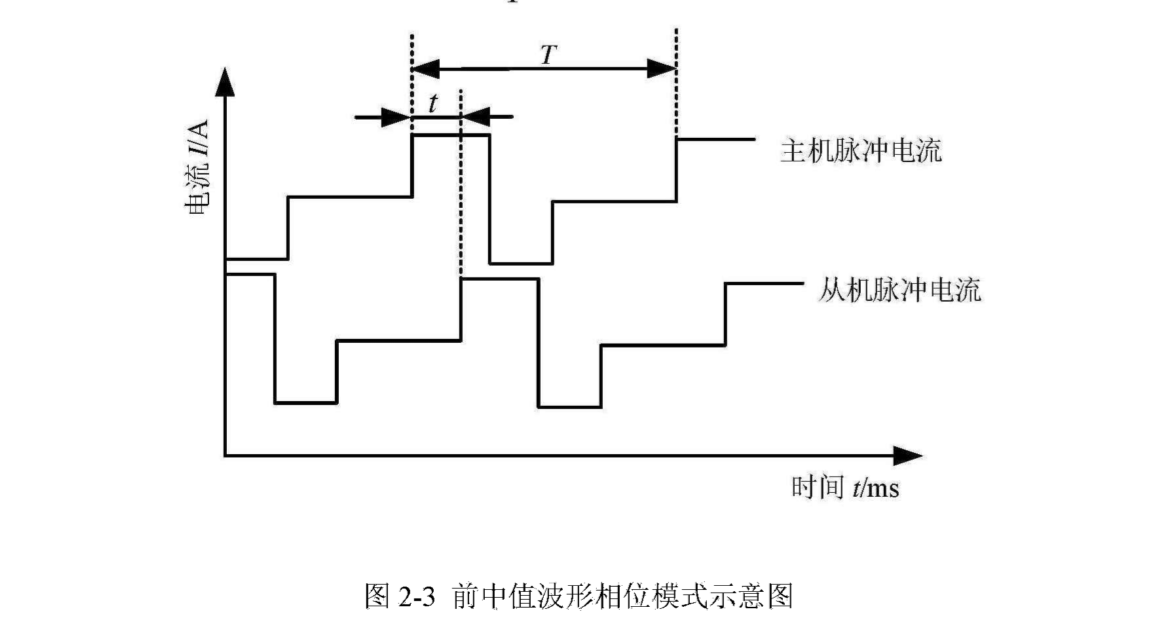 T
t
电流 I/A
主机脉冲电流
从机脉冲电流
时间 t/ms
图 2-3 前中值波形相位模式示意图